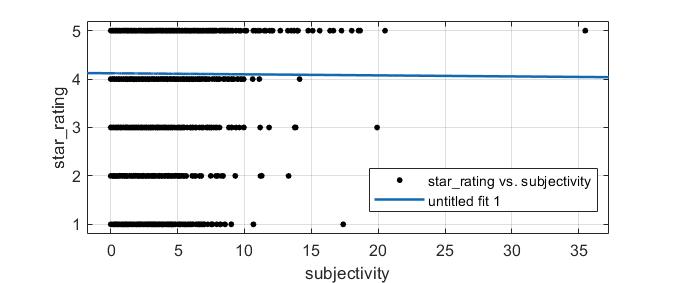 5
4
3
2
1
star_rating
star_rating vs. subjectivity
untitled fit 1
0 5 10 15 20 25 30 35
subjectivity